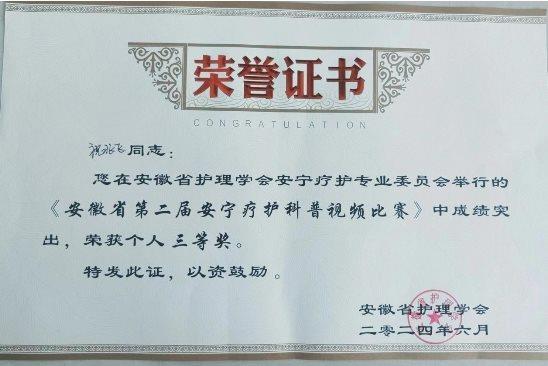 荣誉证书
CONGRATULATION
祝兆飞同志：
您在安徽省护理学会安宁疗护专业委员会举行的
《安徽省第二届安宁疗护科普视频比赛》中成绩突
出，荣获个人三等奖。
特发此证，以资鼓励。
安徽省护理学会
二零二四年六月